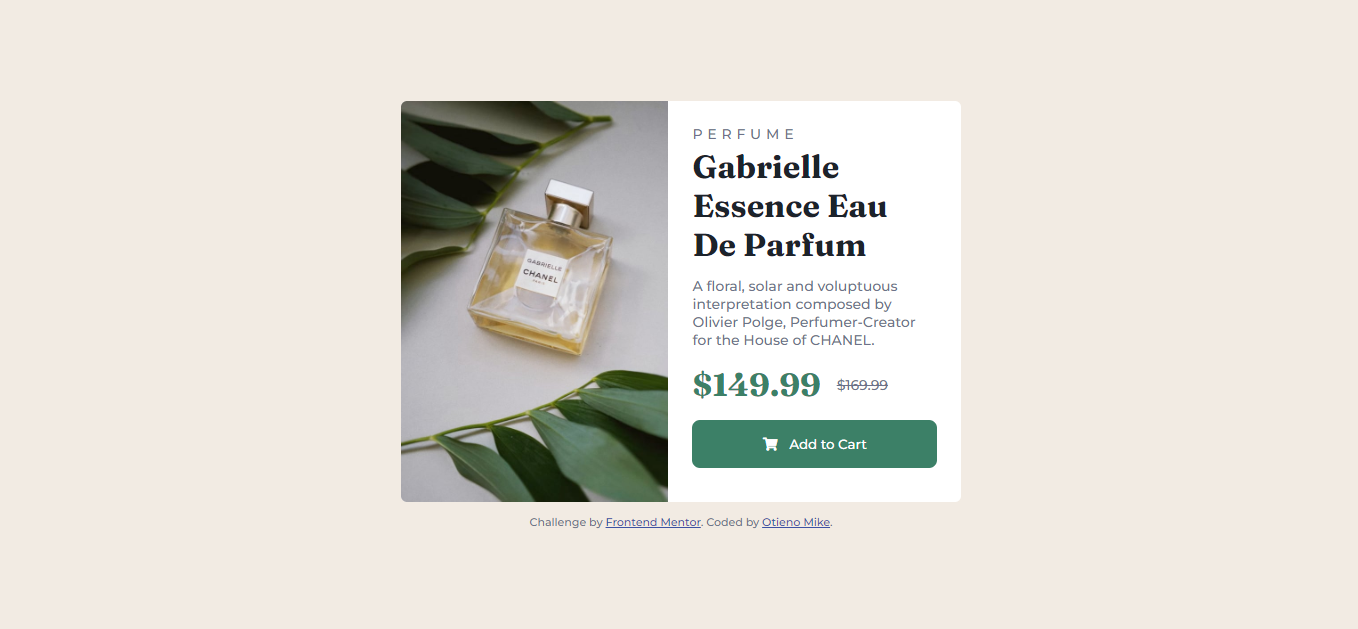 PERFUME
Gabrielle
Essence Eau
De Parfum
A floral, solar and voluptuous
interpretation composed by
Olivier Polge, Perfumer-Creator
for the House of CHANEL.
$149.99 $169.99
Add to Cart
GABRIELLE
CHANEL
PARIS
Challenge by Frontend Mentor. Coded by Otieno Mike.